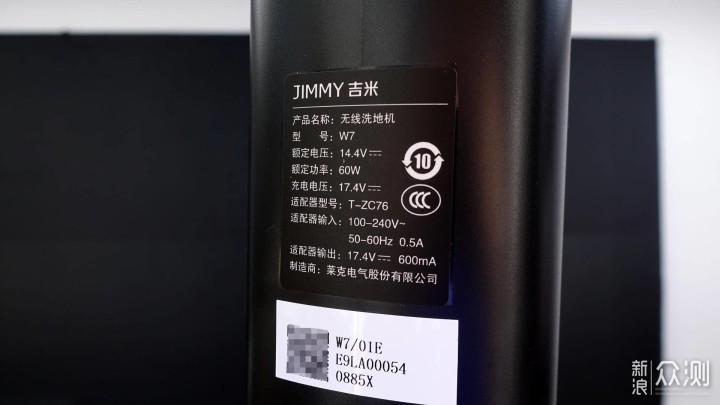 JIMMY 吉米
产品名称：无线洗地机
型 号：W7
额定电压：14.4V⎓
额定功率：60W
充电电压：17.4V⎓
适配器型号：T-ZC76
适配器输入：100-240V~
50-60Hz 0.5A
适配器输出：17.4V⎓ 600mA
制造商：莱克电气股份有限公司
10
CCC
W7/01E
E9LA00054
0885X
新浪 众测